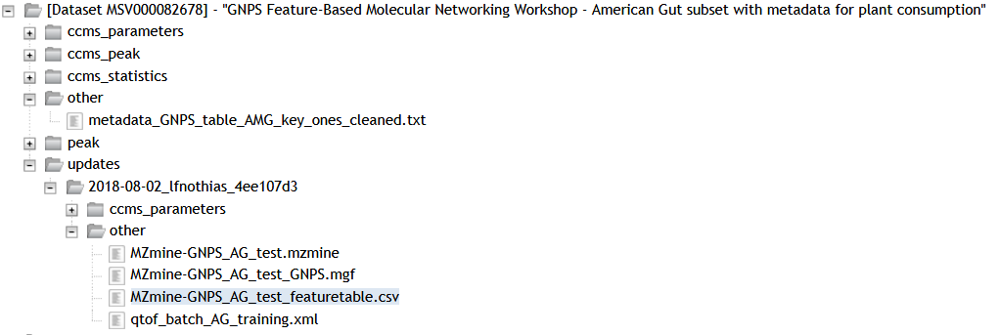 [Dataset MSV000082678] - "GNPS Feature-Based Molecular Networking Workshop - American Gut subset with metadata for plant consumption"
ccms_parameters
ccms_peak
ccms_statistics
other
metadata_GNPS_table_AMG_key_ones_cleaned.txt
peak
updates
2018-08-02_lfnothias_4ee107d3
ccms_parameters
other
MZmine-GNPS_AG_test.mzmine
MZmine-GNPS_AG_test_GNPS.mgf
MZmine-GNPS_AG_test_featuretable.csv
qtof_batch_AG_training.xml